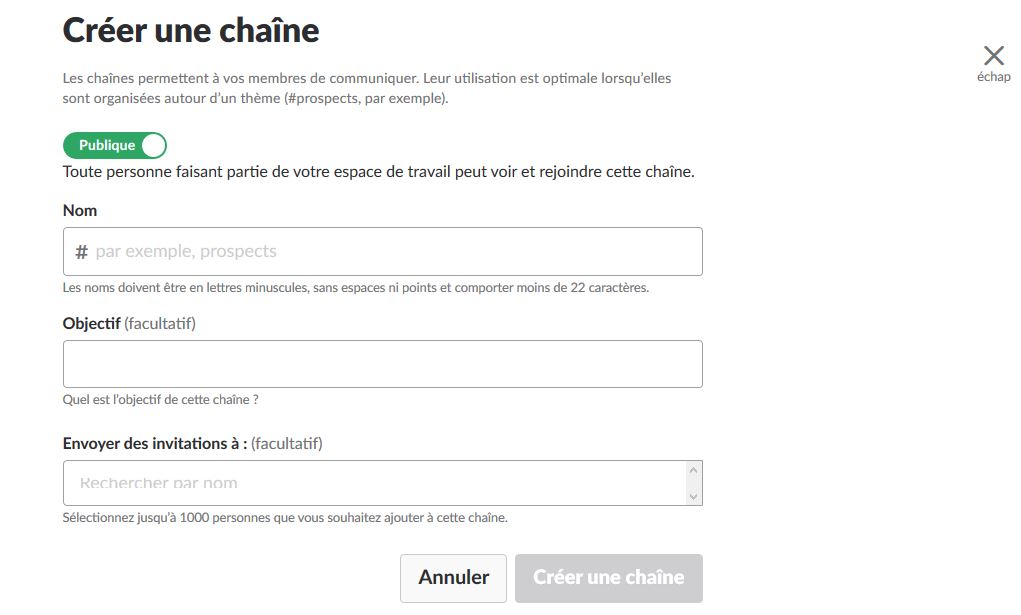 Créer une chaîne
échap
Les chaînes permettent à vos membres de communiquer. Leur utilisation est optimale lorsqu'elles
sont organisées autour d'un thème (#prospects, par exemple).
Publique
Toute personne faisant partie de votre espace de travail peut voir et rejoindre cette chaîne.
Nom
# par exemple, prospects
Les noms doivent être en lettres minuscules, sans espaces ni points et comporter moins de 22 caractères.
Objectif (facultatif)
Quel est l'objectif de cette chaîne ?
Envoyer des invitations à : (facultatif)
Rechercher par nom
Sélectionnez jusqu'à 1000 personnes que vous souhaitez ajouter à cette chaîne.
Annuler
Créer une chaîne